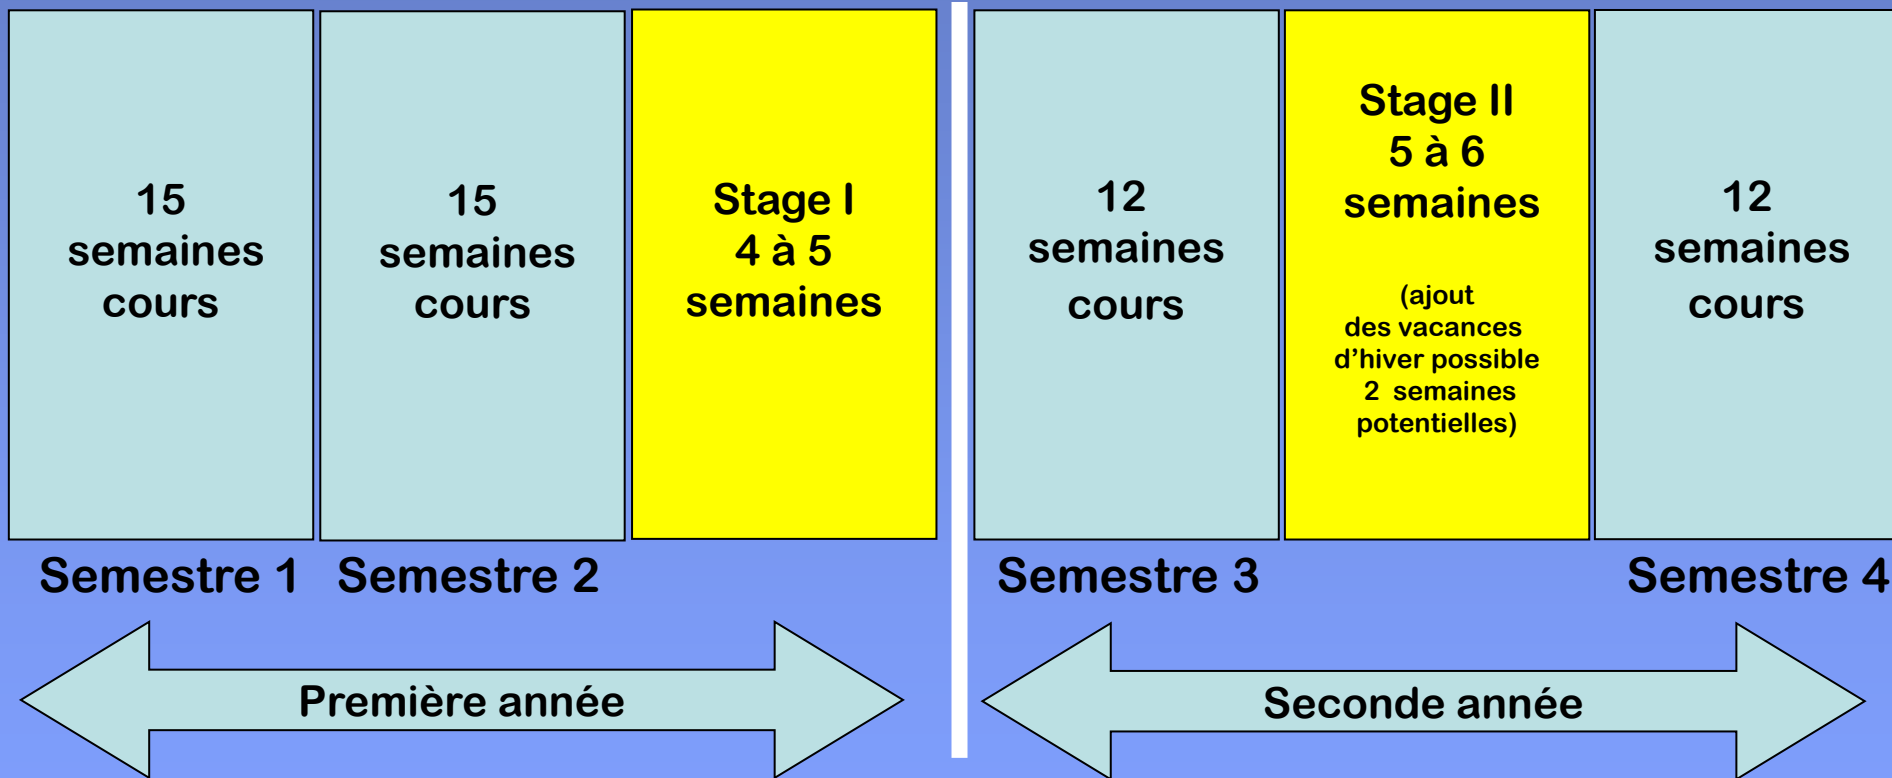 15
semaines
cours
15
semaines
cours
Stage I
4 à 5
semaines
12
semaines
cours
Stage II
5 à 6
semaines
(ajout
des vacances
d'hiver possible
2 semaines
potentielles)
12
semaines
cours
Semestre 1
Semestre 2
Semestre 3
Semestre 4
Première année
Seconde année